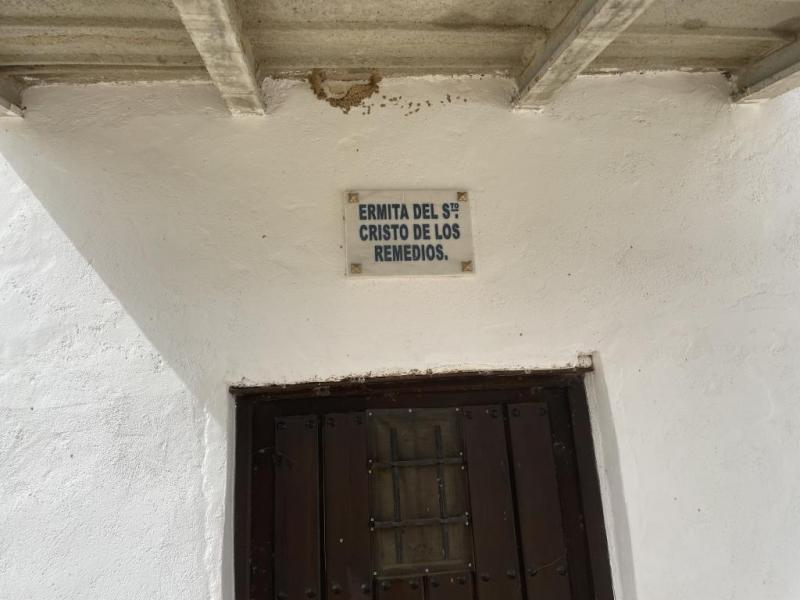 ERMITA DEL Sᵀᴼ.
CRISTO DE LOS
REMEDIOS.